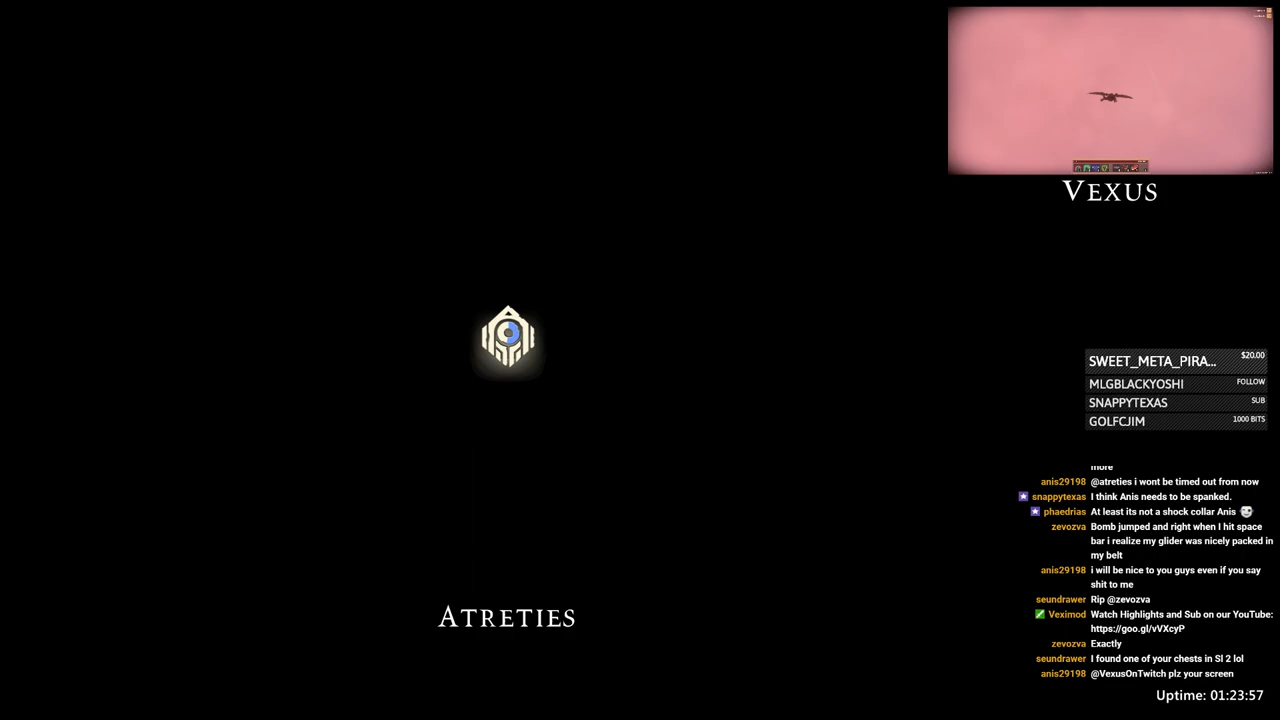 VEXUS
SWEET_META_PIRA... $20.00
MLGBLACKYOSHI FOLLOW
SNAPPYTEXAS SUB
GOLFCJIM 1000 BITS
more
anis29198 @atreties i wont be timed out from now
snappytexas I think Anis needs to be spanked.
phaedrias At least its not a shock collar Anis
zevozva Bomb jumped and right when I hit space
bar i realize my glider was nicely packed in
my belt
anis29198 i will be nice to you guys even if you say
shit to me
seundrawer Rip @zevozva
Veximod Watch Highlights and Sub on our YouTube:
https://goo.gl/vVXcyP
zevozva Exactly
seundrawer I found one of your chests in Sl 2 lol
anis29198 @VexusOnTwitch plz your screen
ATRETIES
Uptime: 01:23:57